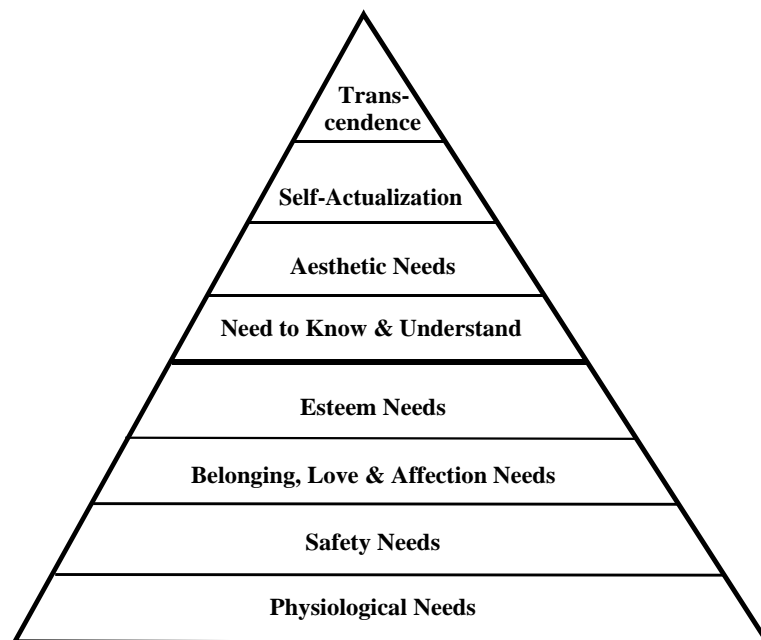 Trans-
cendence
Self-Actualization
Aesthetic Needs
Need to Know & Understand
Esteem Needs
Belonging, Love & Affection Needs
Safety Needs
Physiological Needs